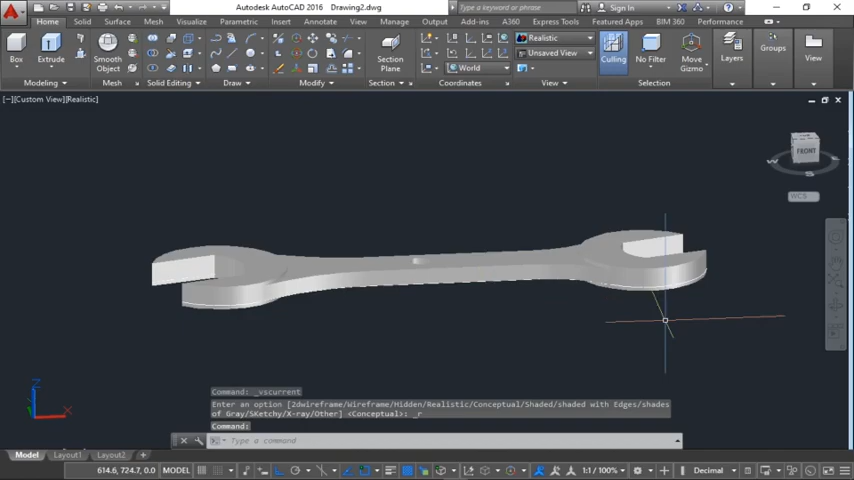 Autodesk AutoCAD 2016 Drawing2.dwg
Type a keyword or phrase
Sign In
Home Solid Surface Mesh Visualize Parametric Insert Annotate View Manage Output Add-ins A360 Express Tools Featured Apps BIM 360 Performance
Box
Extrude
Smooth
Object
Section
Plane
Realistic
Unsaved View
World
Culling
No Filter
Move
Gizmo
Layers
Groups
View
Modeling
Mesh
Solid Editing
Draw
Modify
Section
Coordinates
View
Selection
[−][Custom View][Realistic]
FRONT
W
S
E
WCS
Z
X
Command: _vscurrent
Enter an option [2dwireframe/Wireframe/Hidden/Realistic/Conceptual/Shaded/shaded with Edges/shades
of Gray/SKetchy/X-ray/Other] <Conceptual>: _r
Command:
Type a command
Model Layout1 Layout2
614.6, 724.7, 0.0 MODEL 1:1 / 100% Decimal